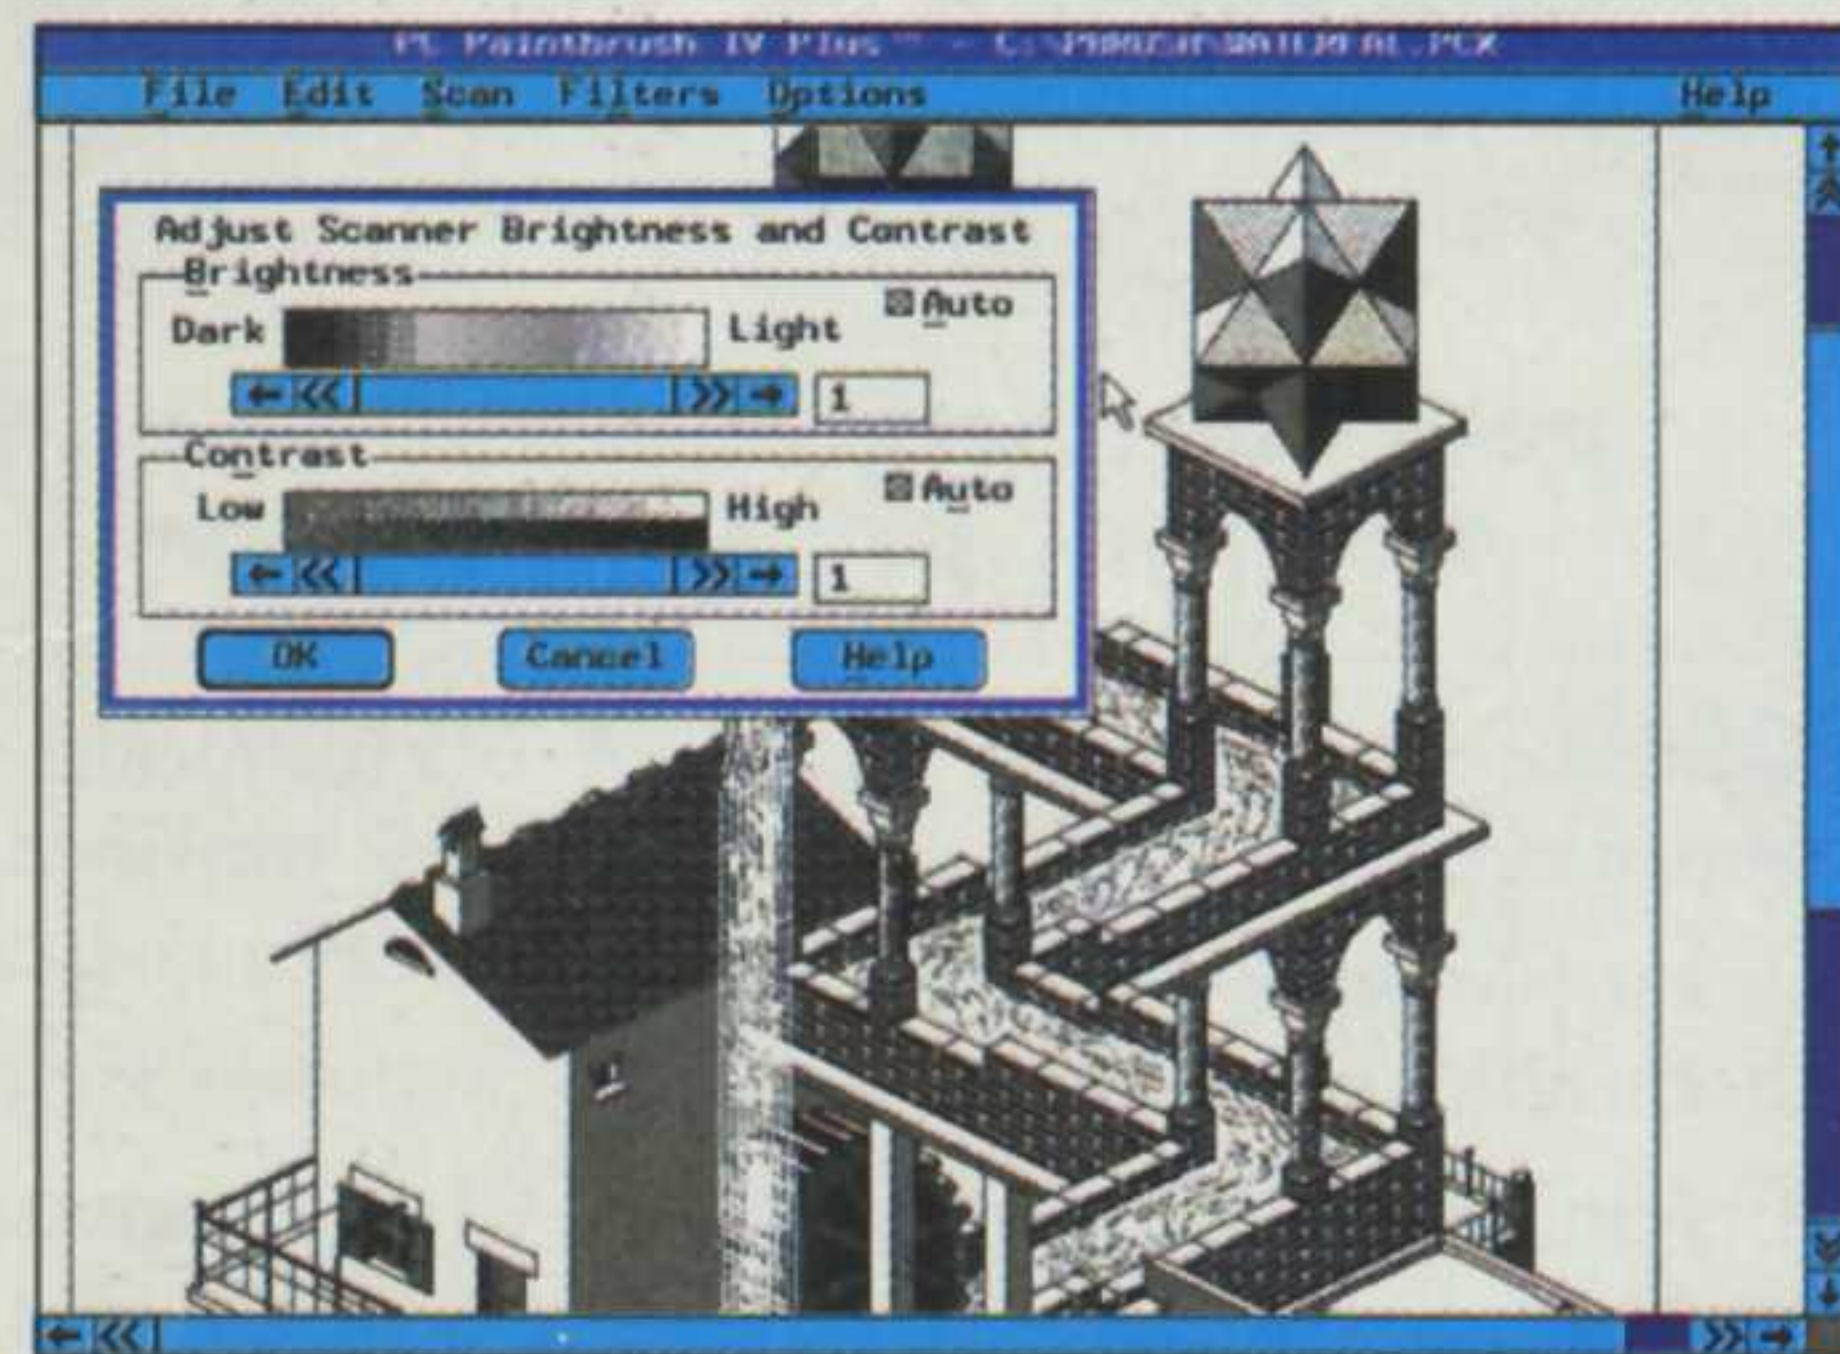 PC Paintbrush IV Plus™ - C:\
File Edit Scan Filters Options Help
Adjust Scanner Brightness and Contrast
Brightness
Auto
Dark Light
1
Contrast
Auto
Low High
1
OK Cancel Help